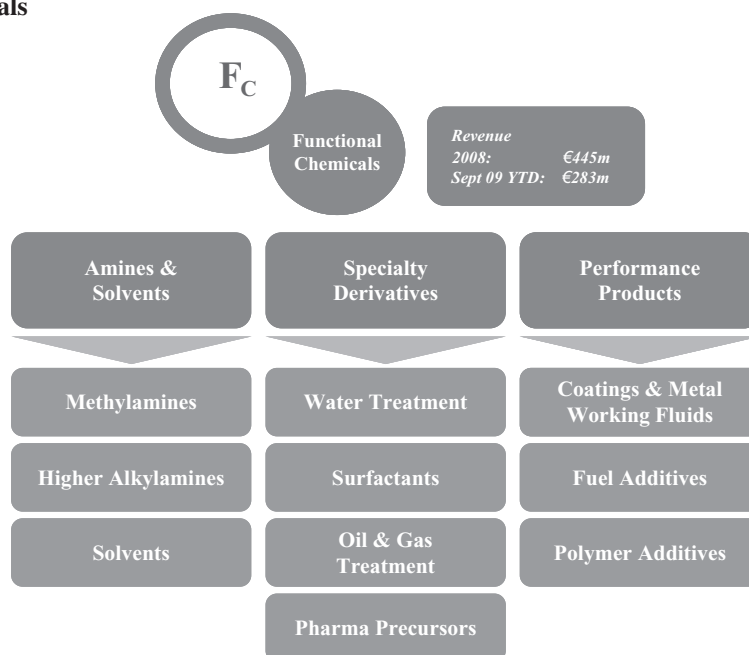 als
F_C
Functional
Chemicals
Revenue
2008: €445m
Sept 09 YTD: €283m
Amines &
Solvents
Specialty
Derivatives
Performance
Products
Methylamines
Higher Alkylamines
Solvents
Water Treatment
Surfactants
Oil & Gas
Treatment
Pharma Precursors
Coatings & Metal
Working Fluids
Fuel Additives
Polymer Additives